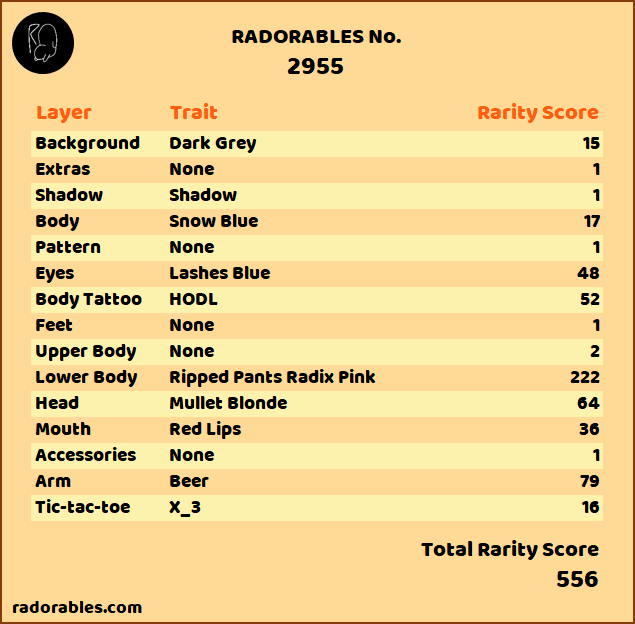 RADORABLES No.
2955
Layer Trait Rarity Score
Background Dark Grey 15
Extras None 1
Shadow Shadow 1
Body Snow Blue 17
Pattern None 1
Eyes Lashes Blue 48
Body Tattoo HODL 52
Feet None 1
Upper Body None 2
Lower Body Ripped Pants Radix Pink 222
Head Mullet Blonde 64
Mouth Red Lips 36
Accessories None 1
Arm Beer 79
Tic-tac-toe X_3 16
Total Rarity Score
556
radorables.com